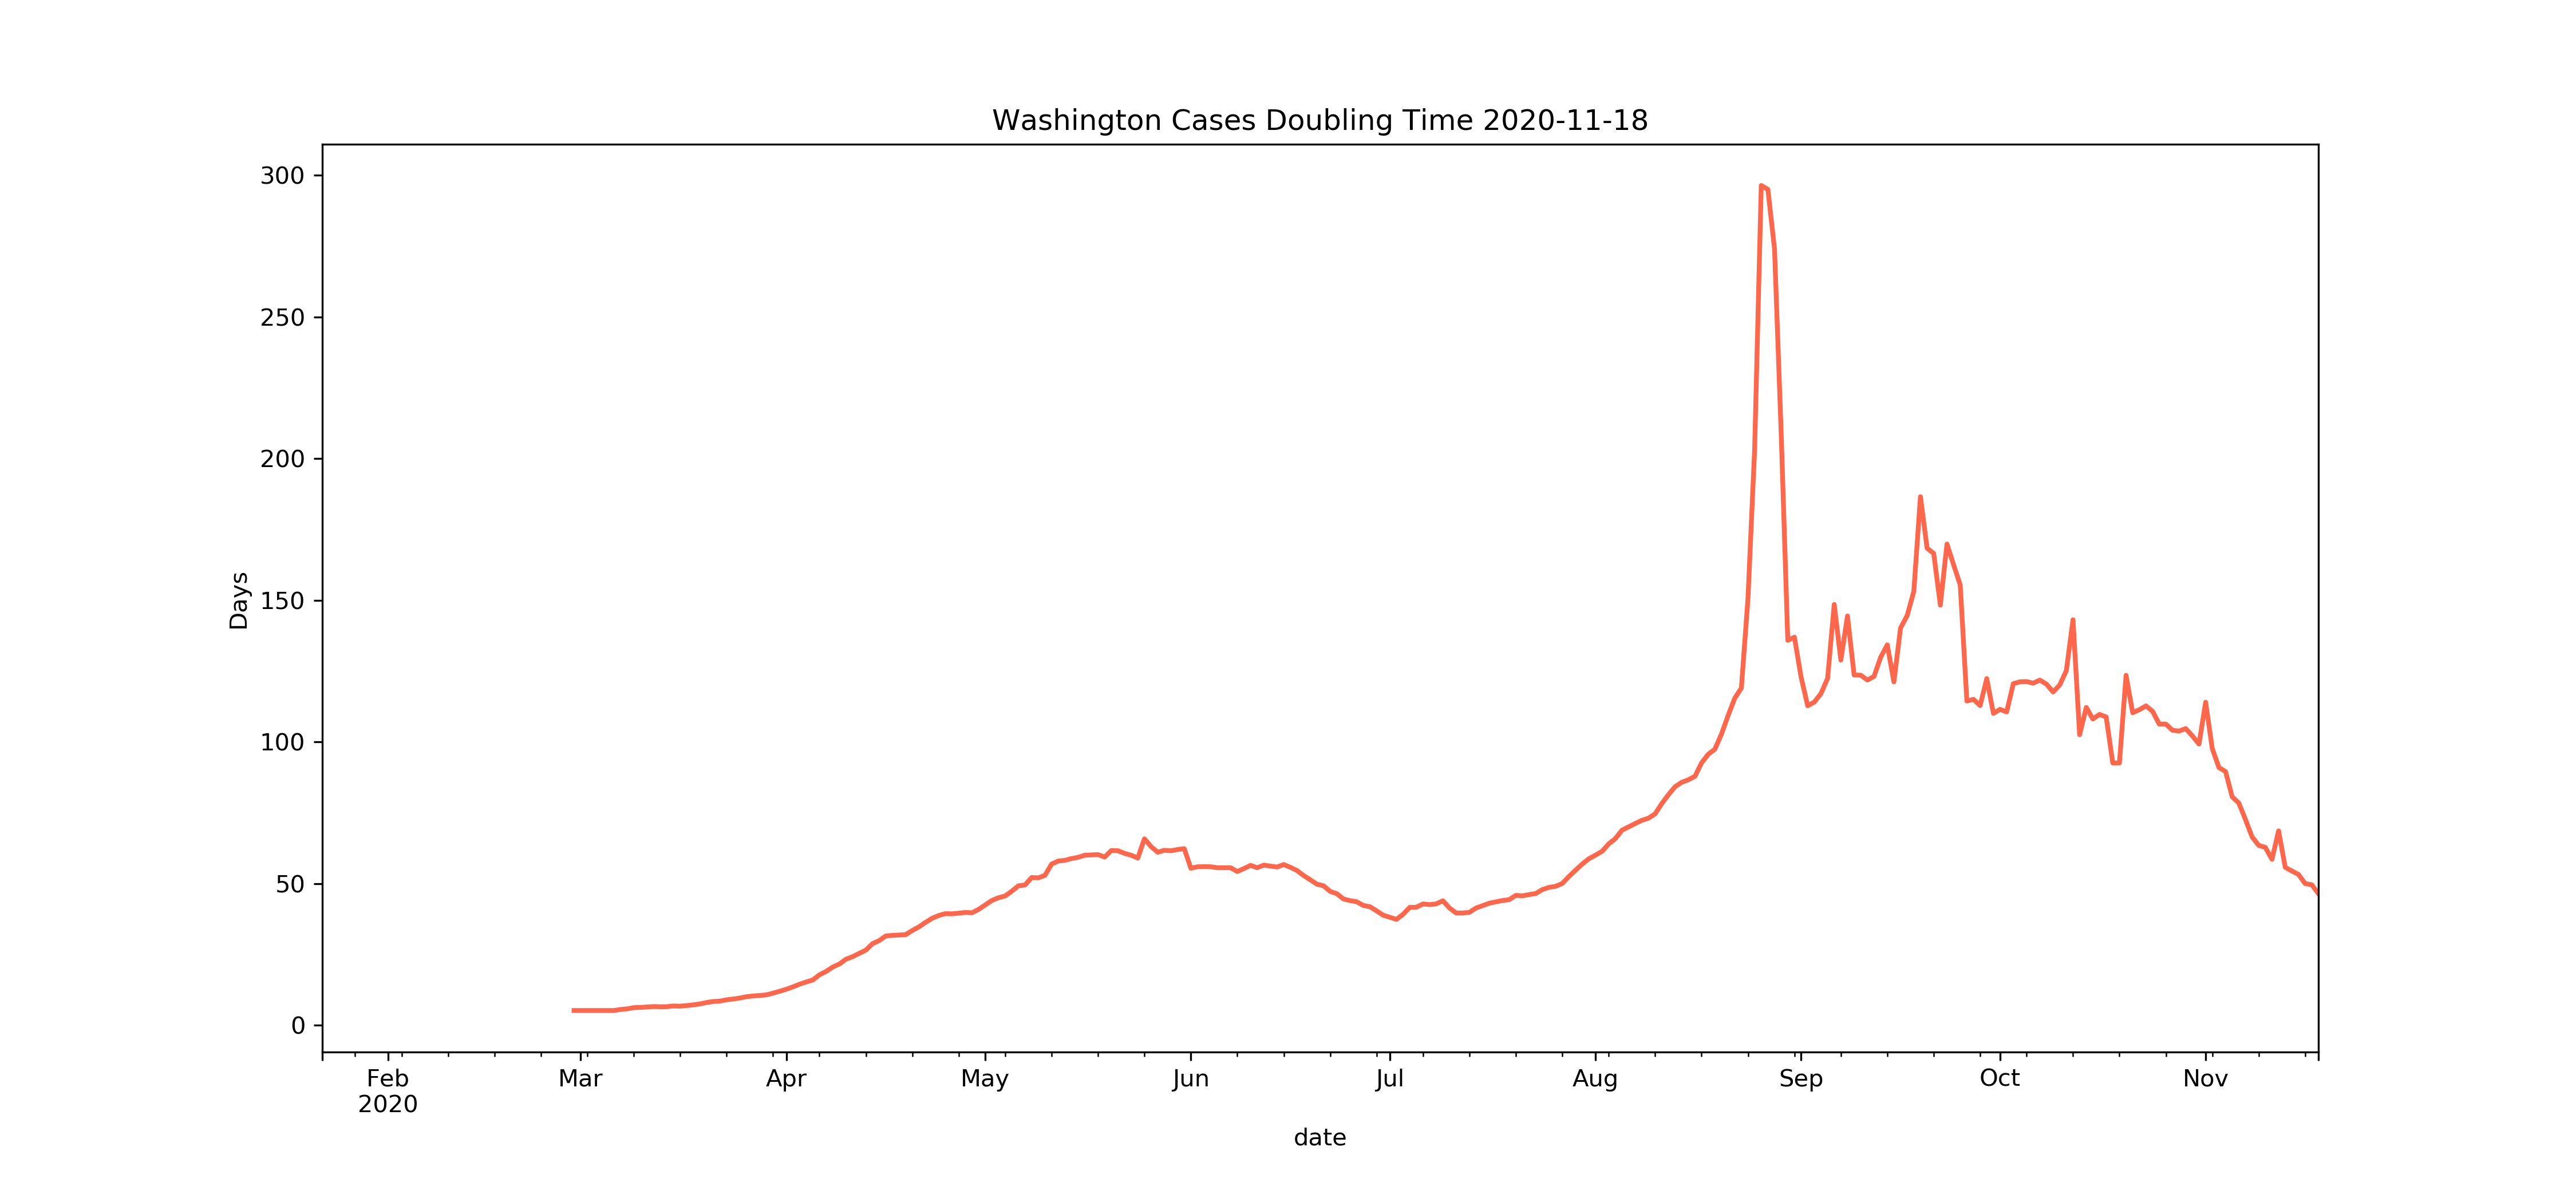 Washington Cases Doubling Time 2020-11-18
300
250
200
150
100
50
0
Days
Feb Mar Apr May Jun Jul Aug Sep Oct Nov
2020
date